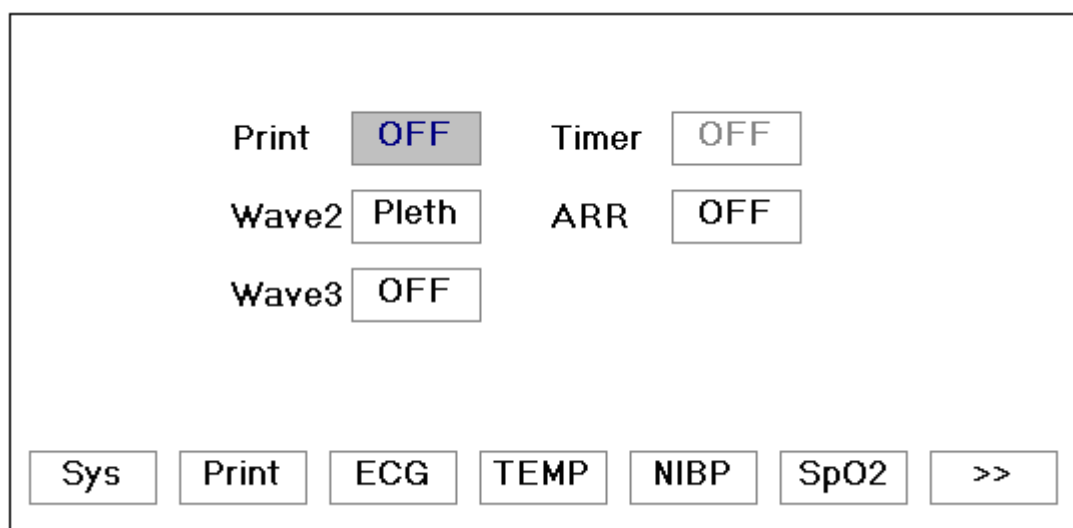 Print OFF Timer OFF
Wave2 Pleth ARR OFF
Wave3 OFF
Sys Print ECG TEMP NIBP SpO2 >>